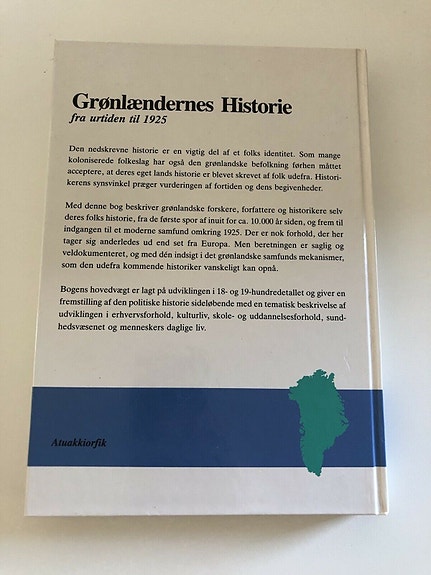 Grønlændernes Historie
fra urtiden til 1925
Den nedskrevne historie er en vigtig del af et folks identitet. Som mange
koloniserede folkeslag har også den grønlandske befolkning førhen måttet
acceptere, at deres eget lands historie er blevet skrevet af folk udefra. Histori-
kerens synsvinkel præger vurderingen af fortiden og dens begivenheder.
Med denne bog beskriver grønlandske forskere, forfattere og historikere selv
deres folks historie, fra de første spor af inuit for ca. 10.000 år siden, og frem til
indgangen til et moderne samfund omkring 1925. Der er nok forhold, der her
tager sig anderledes ud end set fra Europa. Men beretningen er saglig og
veldokumenteret, og med dén indsigt i det grønlandske samfunds mekanismer,
som den udefra kommende historiker vanskeligt kan opnå.
Bogens hovedvægt er lagt på udviklingen i 18- og 19-hundredetallet og giver en
fremstilling af den politiske historie sideløbende med en tematisk beskrivelse af
udviklingen i erhvervsforhold, kulturliv, skole- og uddannelsesforhold, sund-
hedsvæsenet og menneskers daglige liv.
Atuakkiorfik